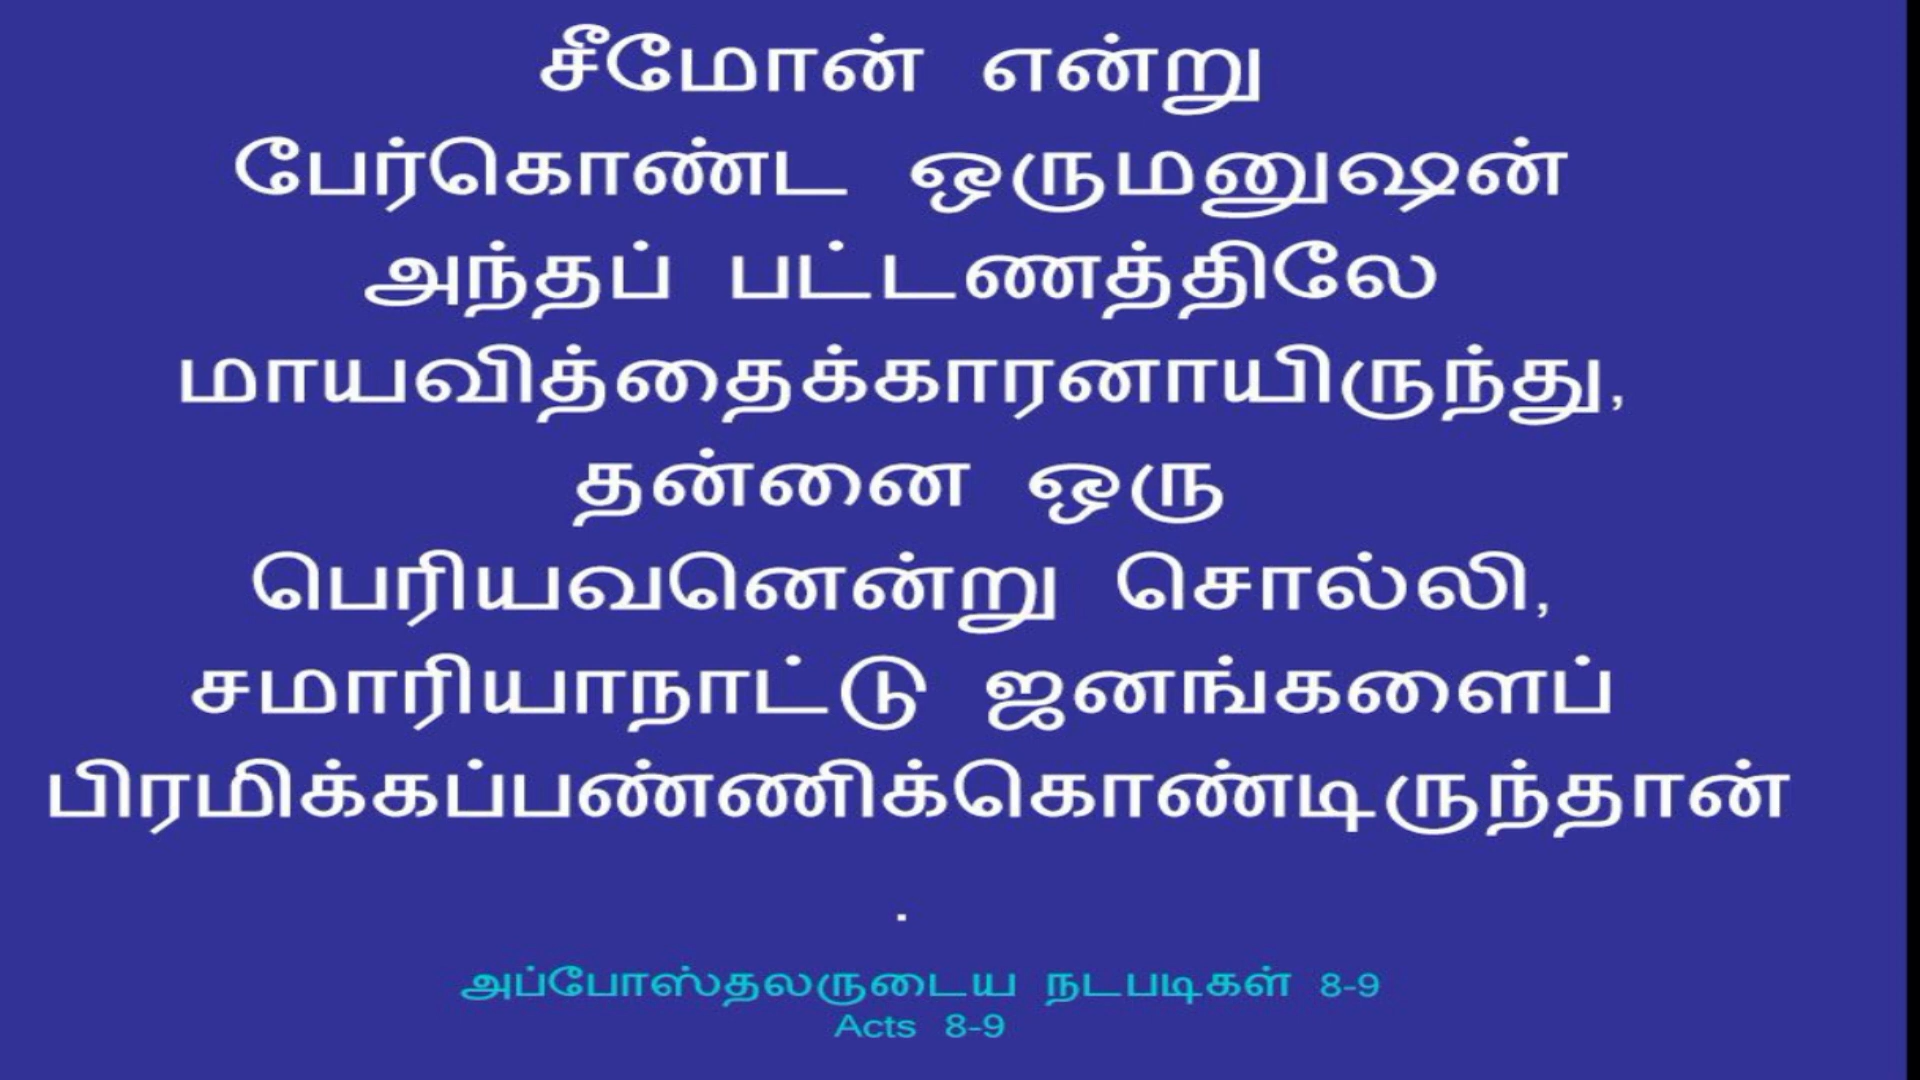 சீமோன் என்று
பேர்கொண்ட ஒருமனுஷன்
அந்தப் பட்டணத்திலே
மாயவித்தைக்காரனாயிருந்து,
தன்னை ஒரு
பெரியவனென்று சொல்லி,
சமாரியாநாட்டு ஜனங்களைப்
பிரமிக்கப்பண்ணிக்கொண்டிருந்தான்
.
அப்போஸ்தலருடைய நடபடிகள் 8-9
Acts 8-9